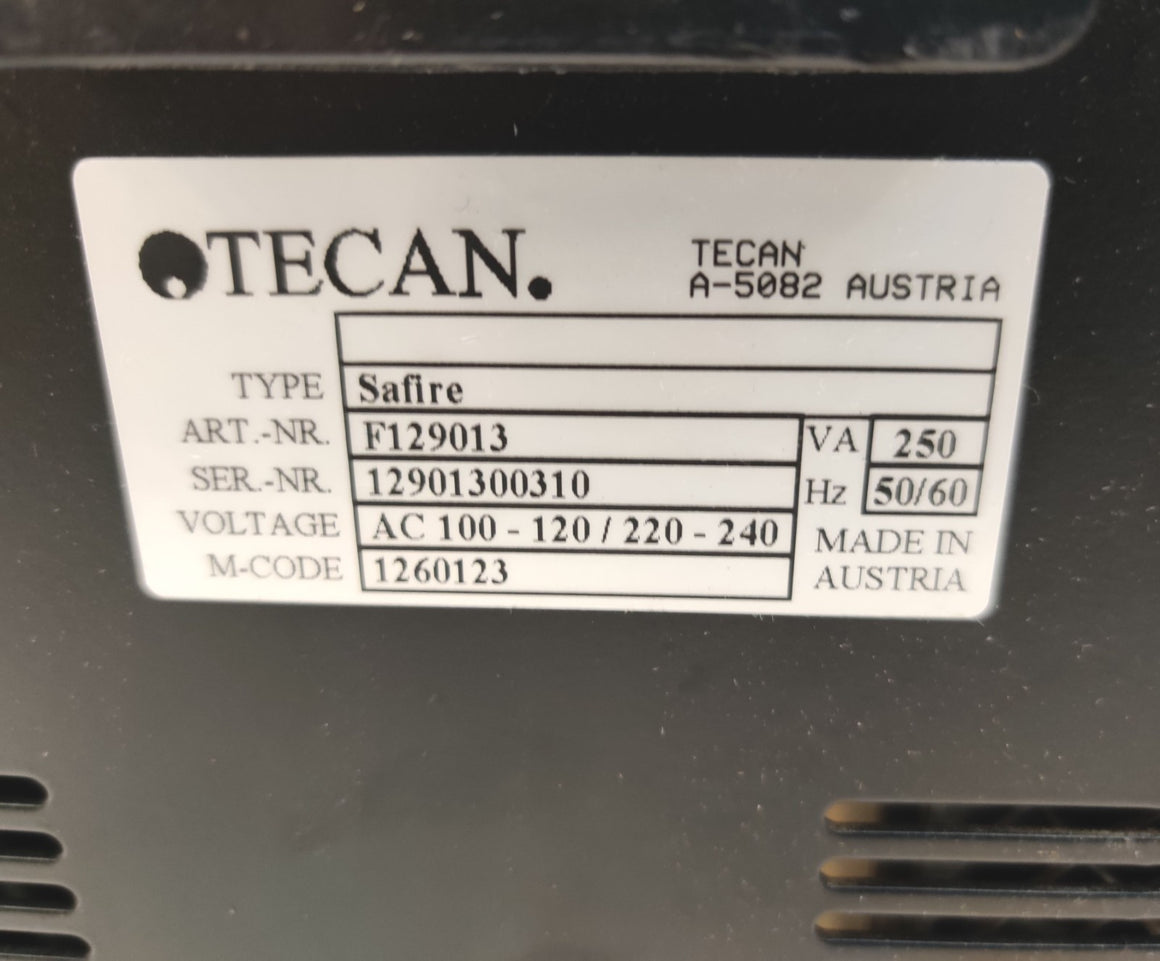 TECAN.
TECAN
A-5082 AUSTRIA
TYPE Safire
ART.-NR. F129013 VA 250
SER.-NR. 12901300310 Hz 50/60
VOLTAGE AC 100 - 120 / 220 - 240 MADE IN
M-CODE 1260123 AUSTRIA